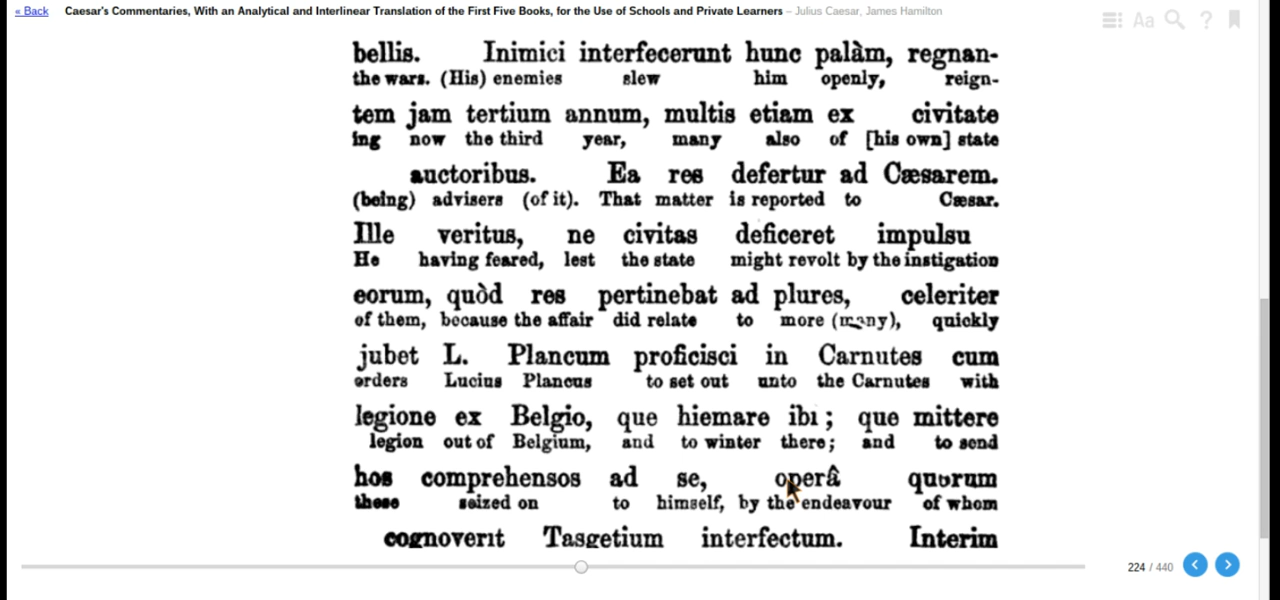 « Back Caesar's Commentaries, With an Analytical and Interlinear Translation of the First Five Books, for the Use of Schools and Private Learners – Julius Caesar, James Hamilton
Aa ?
bellis. Inimici interfecerunt hunc palàm, regnan-
the wars. (His) enemies slew him openly, reign-
tem jam tertium annum, multis etiam ex civitate
ing now the third year, many also of [his own] state
auctoribus. Ea res defertur ad Cæsarem.
(being) advisers (of it). That matter is reported to Cæsar.
Ille veritus, ne civitas deficeret impulsu
He having feared, lest the state might revolt by the instigation
eorum, quòd res pertinebat ad plures, celeriter
of them, because the affair did relate to more (many), quickly
jubet L. Plancum proficisci in Carnutes cum
orders Lucius Plancus to set out unto the Carnutes with
legione ex Belgio, que hiemare ibi; que mittere
legion out of Belgium, and to winter there; and to send
hos comprehensos ad se, operâ quorum
these seized on to himself, by the endeavour of whom
cognoverit Tasgetium interfectum. Interim
224 / 440